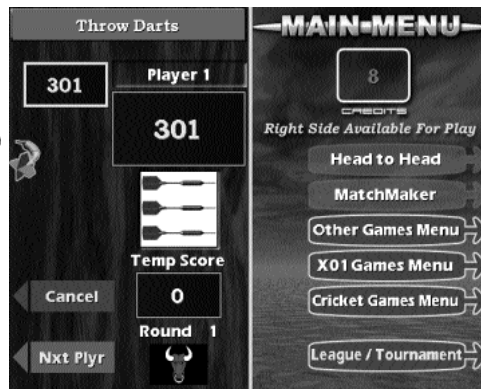 Throw Darts
301
Player 1
301
Temp Score
0
Cancel
Round 1
Nxt Plyr
MAIN-MENU
8
CREDITS
Right Side Available For Play
Head to Head
MatchMaker
Other Games Menu
X01 Games Menu
Cricket Games Menu
League / Tournament